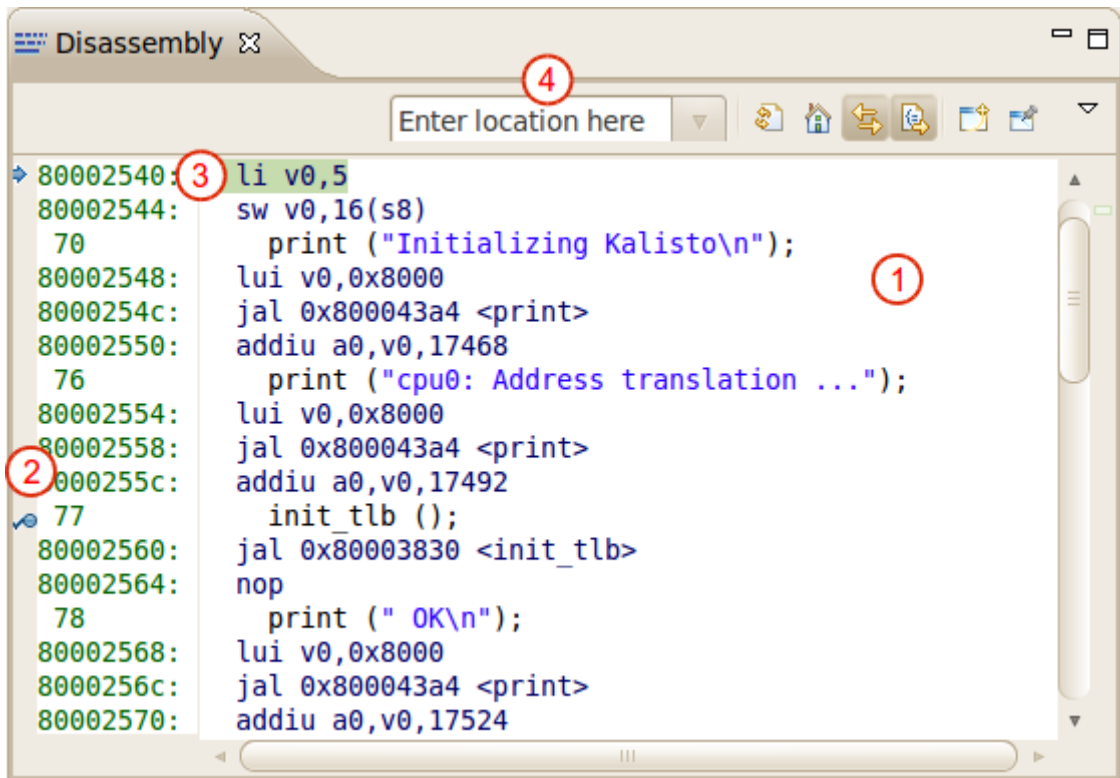 Disassembly
4
Enter location here
80002540: 3 li v0,5
80002544: sw v0,16(s8)
70 print ("Initializing Kalisto\n");
80002548: lui v0,0x8000 1
8000254c: jal 0x800043a4 <print>
80002550: addiu a0,v0,17468
76 print ("cpu0: Address translation ...");
80002554: lui v0,0x8000
80002558: jal 0x800043a4 <print>
2 000255c: addiu a0,v0,17492
77 init_tlb ();
80002560: jal 0x80003830 <init_tlb>
80002564: nop
78 print (" OK\n");
80002568: lui v0,0x8000
8000256c: jal 0x800043a4 <print>
80002570: addiu a0,v0,17524